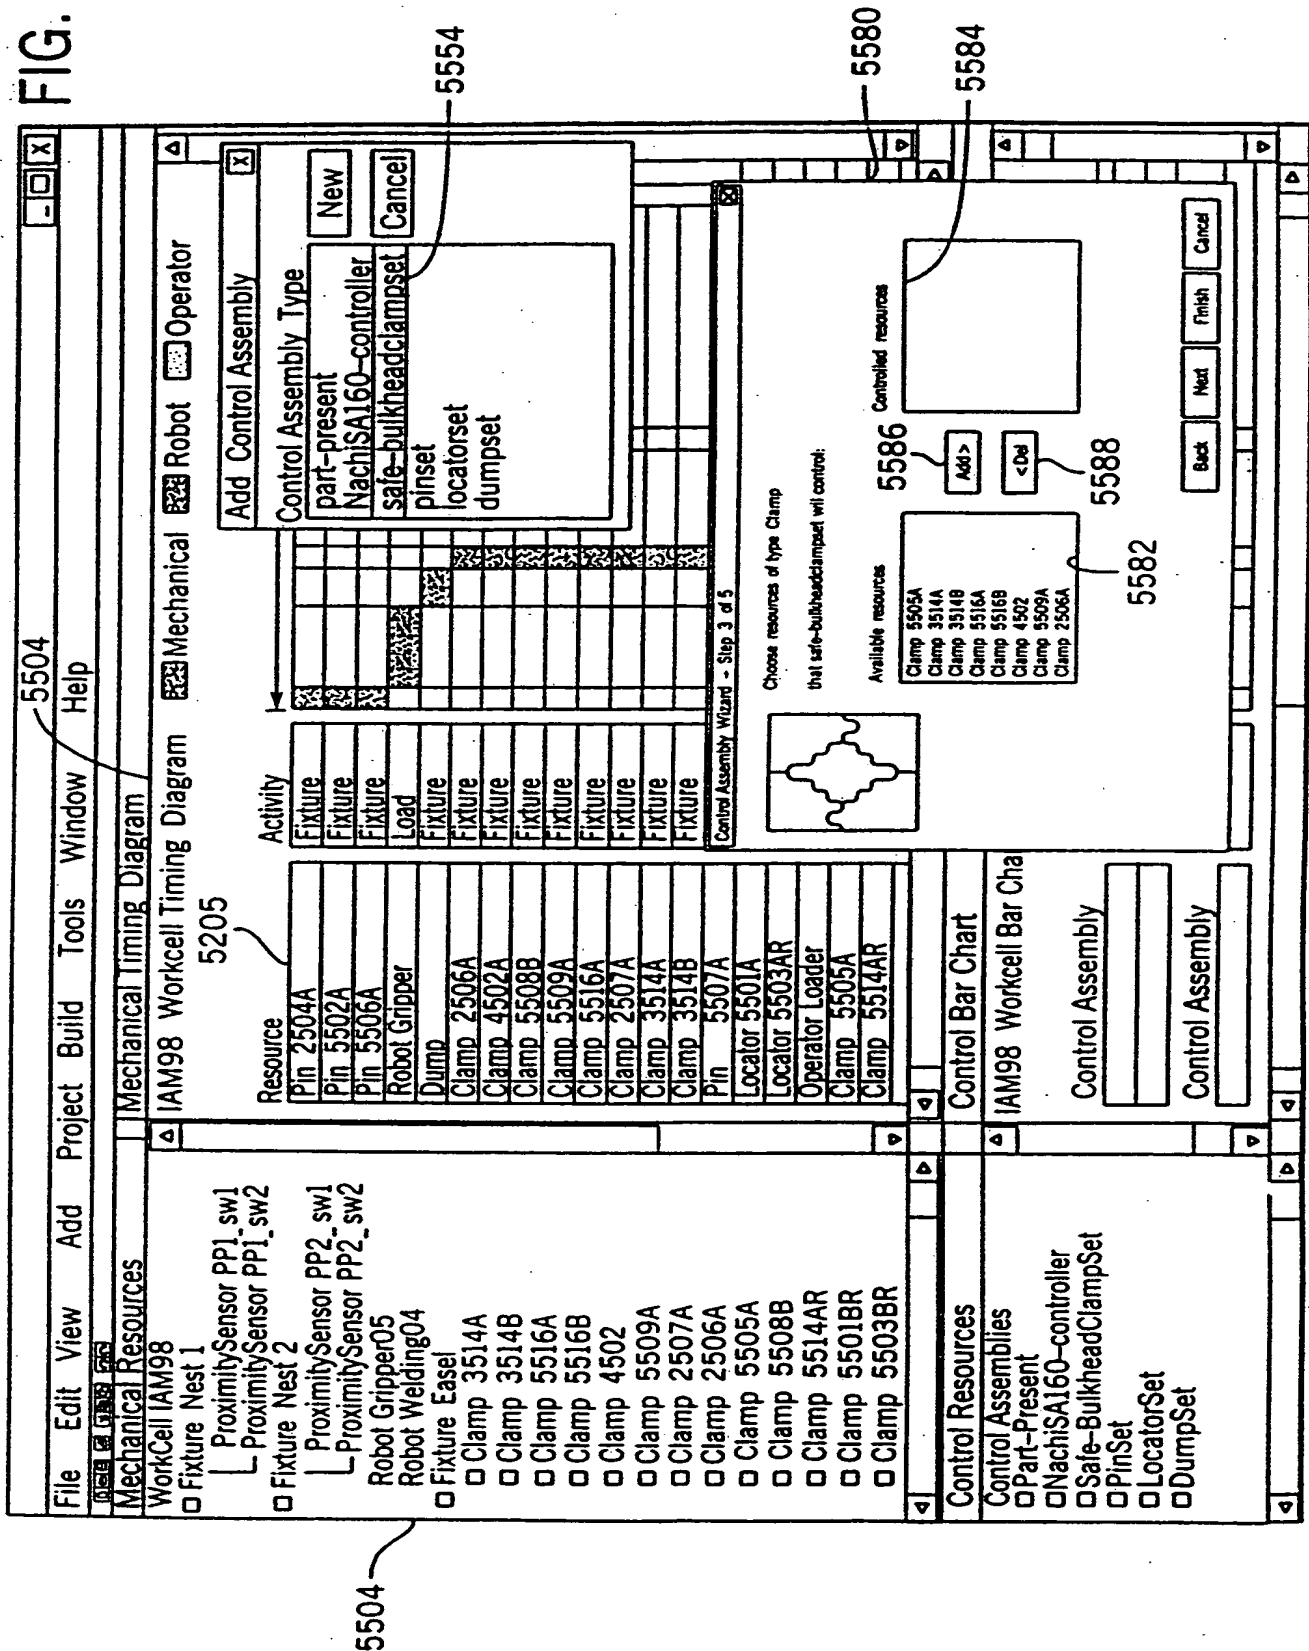 FIG.
5504
File Edit View Add Project Build Tools Window Help
Mechanical Resources
WorkCell IAM98
Fixture Nest 1
ProximitySensor PP1_sw1
ProximitySensor PP1_sw2
Fixture Nest 2
ProximitySensor PP2_sw1
ProximitySensor PP2_sw2
Robot Gripper05
Robot Welding04
Fixture Easel
Clamp 3514A
Clamp 3514B
Clamp 5516A
Clamp 5516B
Clamp 4502
Clamp 5509A
Clamp 2507A
Clamp 2506A
Clamp 5505A
Clamp 5508B
Clamp 5514AR
Clamp 5501BR
Clamp 5503BR
5504
Mechanical Timing Diagram
IAM98 Workcell Timing Diagram Mechanical Robot Operator
5205
Resource Activity
Pin 2504A Fixture
Pin 5502A Fixture
Pin 5506A Fixture
Robot Gripper Load
Dump Fixture
Clamp 2506A Fixture
Clamp 4502A Fixture
Clamp 5508B Fixture
Clamp 5509A Fixture
Clamp 5516A Fixture
Clamp 2507A Fixture
Clamp 3514A Fixture
Clamp 3514B Fixture
Pin 5507A
Locator 5501A
Locator 5503AR
Operator Loader
Clamp 5505A
Clamp 5514AR
Add Control Assembly X
Control Assembly Type
part-present
NachiSA160-controller
safe-bulkheadclampset
pinset
locatorset
dumpset
New
Cancel
5554
Control Assembly Wizard - Step 3 of 5
Choose resources of type Clamp
that safe-bulkheadclampset will control:
Available resources
Clamp 5505A
Clamp 3514A
Clamp 3514B
Clamp 5516A
Clamp 5516B
Clamp 4502
Clamp 5509A
Clamp 2506A
5582
5586
Add >
< Del
5588
Controlled resources
Back Next Finish Cancel
5580
5584
Control Resources
Control Assemblies
Part-Present
NachiSA160-controller
Safe-BulkheadClampSet
PinSet
LocatorSet
DumpSet
Control Bar Chart
IAM98 Workcell Bar Cha
Control Assembly
Control Assembly